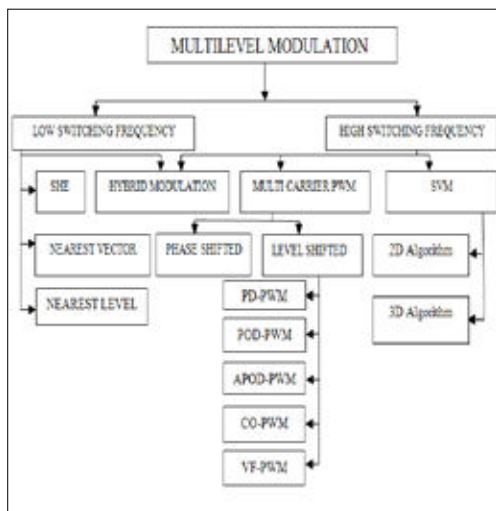 MULTILEVEL MODULATION
LOW SWITCHING FREQUENCY
HIGH SWITCHING FREQUENCY
SHE
HYBRID MODULATION
MULTI CARRIER PWM
SVM
NEAREST VECTOR
PHASE SHIFTED
LEVEL SHIFTED
2D Algorithm
NEAREST LEVEL
PD-PWM
3D Algorithm
POD-PWM
APOD-PWM
CO-PWM
VF-PWM